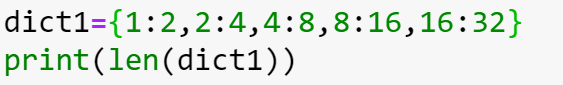 dict1={1:2,2:4,4:8,8:16,16:32}
print(len(dict1))